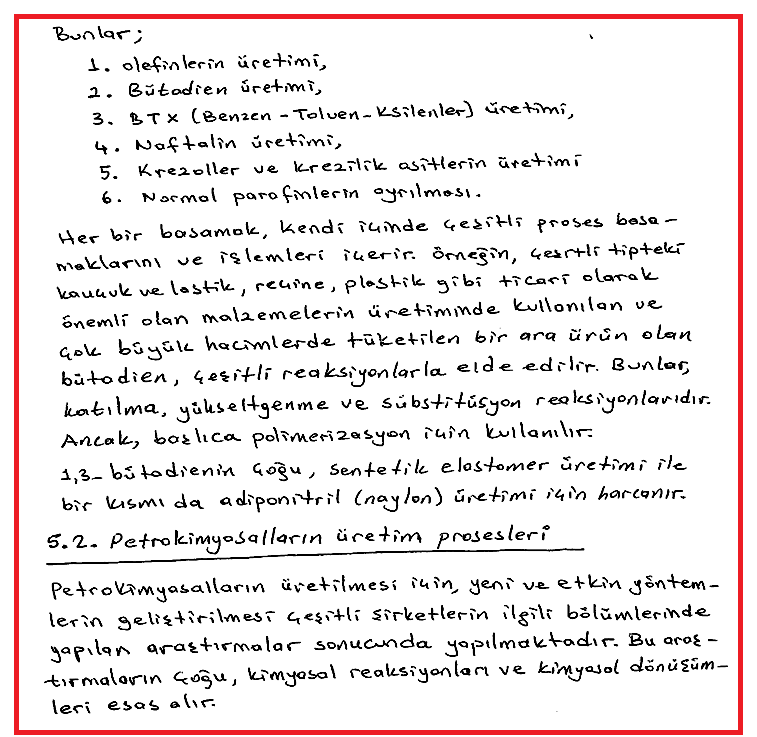 Bunlar;
1. olefinlerin üretimi,
2. Bütadien üretimi,
3. BTX (Benzen-Toluen-Ksilenler) üretimi,
4. Naftalin üretimi,
5. Krezoller ve krezilik asitlerin üretimi
6. Normal parafinlerin ayrılması.
Her bir basamak, kendi içinde çeşitli proses basa-
maklarını ve işlemleri içerir. Örneğin, çeşitli tipteki
kauçuk ve lastik, reçine, plastik gibi ticari olarak
önemli olan malzemelerin üretiminde kullanılan ve
çok büyük hacimlerde tüketilen bir ara ürün olan
bütadien, çeşitli reaksiyonlarla elde edilir. Bunlar,
katılma, yükseltgenme ve sübstitüsyon reaksiyonlarıdır.
Ancak, başlıca polimerizasyon için kullanılır.
1,3-bütadienin çoğu, sentetik elastomer üretimi ile
bir kısmı da adiponitril (naylon) üretimi için harcanır.
5.2. Petrokimyasalların üretim prosesleri
Petrokimyasalların üretilmesi için, yeni ve etkin yöntem-
lerin geliştirilmesi çeşitli şirketlerin ilgili bölümlerinde
yapılan araştırmalar sonucunda yapılmaktadır. Bu araş-
tırmaların çoğu, kimyasal reaksiyonları ve kimyasal dönüşüm-
leri esas alır.